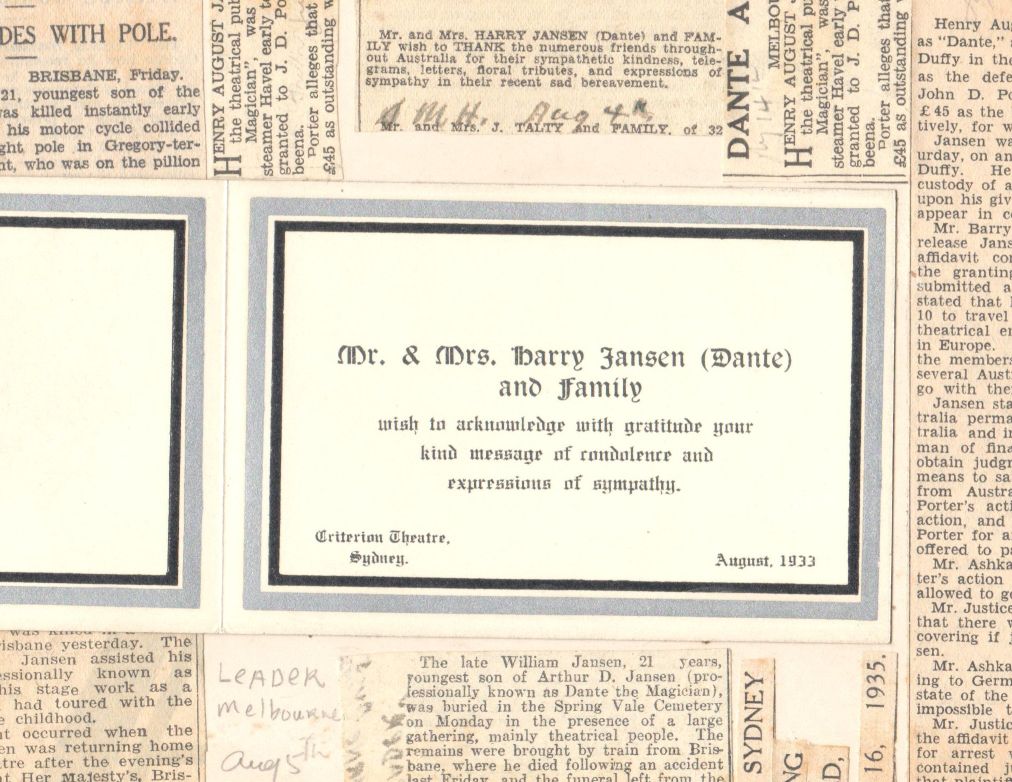 DES WITH POLE.
BRISBANE, Friday.
21, youngest son of the
was killed instantly early
his motor cycle collided
ght pole in Gregory-ter-
nt, who was on the pillion
HENRY AUGUST J
the theatrical pu
Magician", was
steamer Havel early t
granted to J. D. Po
beena.
Porter alleges that
£45 as outstanding w
Mr. and Mrs. HARRY JANSEN (Dante) and FAM-
ILY wish to THANK the numerous friends through-
out Australia for their sympathetic kindness, tele-
grams, letters, floral tributes, and expressions of
sympathy in their recent sad bereavement.
S M H. Aug 4th
Mr. and Mrs. J. TALTY and FAMILY, of 32
DANTE A
MELBOU
HENRY AUGUST J
the theatrical pu
Magician", was
steamer Havel early
granted to J. D. P
beena.
Porter alleges that
£45 as outstanding
Henry Aug
as "Dante,"
Duffy in the
as the defe
John D. Po
£45 as the
tively, for w
Jansen wa
urday, on an
Duffy. He
custody of a
upon his giv
appear in c
Mr. Barry
release Jans
affidavit co
the granting
submitted a
stated that
10 to travel
theatrical e
in Europe.
the members
several Aust
go with the
Jansen sta
tralia perma
tralia and i
man of fina
obtain judg
means to sa
from Austra
Porter's acti
action, and
Porter for a
offered to p
Mr. Ashka
ter's action
allowed to g
Mr. Justice
that there w
covering if
sen.
Mr. Ashka
ing to Germ
state of the
impossible t
Mr. Justic
the affidavit
for arrest v
contained j
Mr. & Mrs. Harry Jansen (Dante)
and Family
wish to acknowledge with gratitude your
kind message of condolence and
expressions of sympathy.
Criterion Theatre,
Sydney.
August, 1933
was killed in a
risbane yesterday. The
Jansen assisted his
essionally known as
his stage work as a
had toured with the
e childhood.
t occurred when the
en was returning home
tre after the evening's
t Her Majesty's, Bris-
LEADER
Melbourne
Aug 5th
The late William Jansen, 21 years,
youngest son of Arthur D. Jansen (pro-
fessionally known as Dante the Magician),
was buried in the Spring Vale Cemetery
on Monday in the presence of a large
gathering, mainly theatrical people. The
remains were brought by train from Bris-
bane, where he died following an accident
last Friday, and the funeral left from the
SYDNEY
NG
D,
16, 1935.